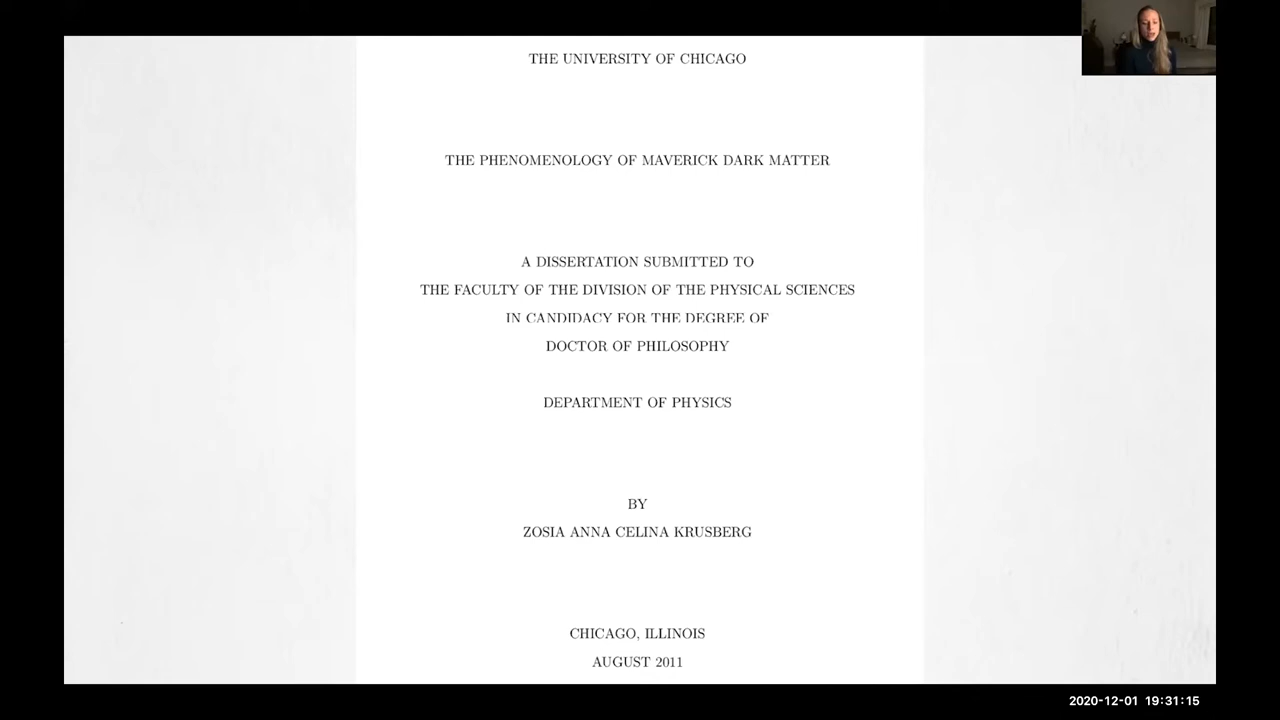 THE UNIVERSITY OF CHICAGO
THE PHENOMENOLOGY OF MAVERICK DARK MATTER
A DISSERTATION SUBMITTED TO
THE FACULTY OF THE DIVISION OF THE PHYSICAL SCIENCES
IN CANDIDACY FOR THE DEGREE OF
DOCTOR OF PHILOSOPHY
DEPARTMENT OF PHYSICS
BY
ZOSIA ANNA CELINA KRUSBERG
CHICAGO, ILLINOIS
AUGUST 2011
2020-12-01 19:31:15